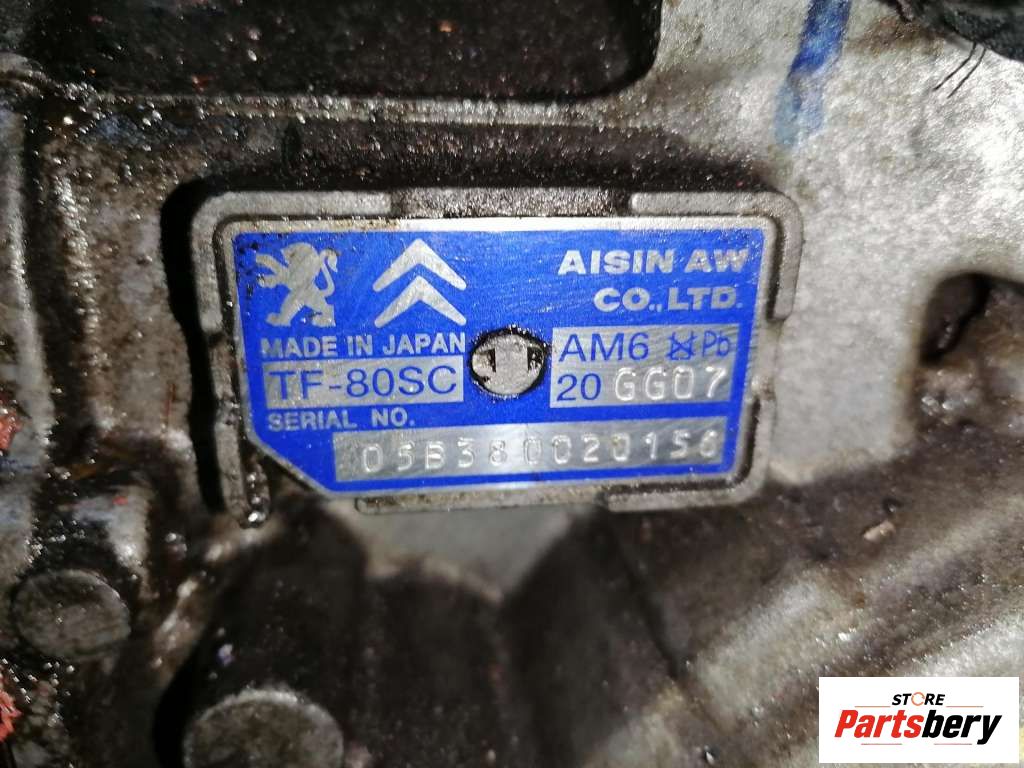 AISIN AW
CO., LTD.
MADE IN JAPAN
AM6 Pb
TF-80SC
20 GG07
SERIAL NO.
05B380020156
STORE
Partsbery